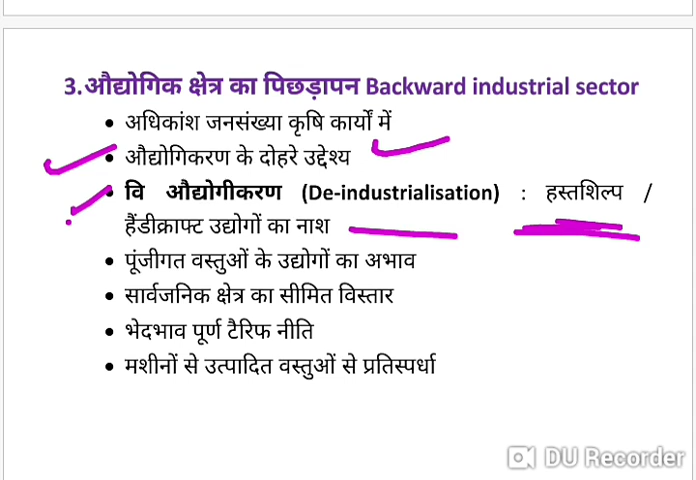 3.औद्योगिक क्षेत्र का पिछड़ापन Backward industrial sector
• अधिकांश जनसंख्या कृषि कार्यों में
• औद्योगिकरण के दोहरे उद्देश्य
• वि औद्योगीकरण (De-industrialisation) : हस्तशिल्प /
हैंडीक्राफ्ट उद्योगों का नाश
• पूंजीगत वस्तुओं के उद्योगों का अभाव
• सार्वजनिक क्षेत्र का सीमित विस्तार
• भेदभाव पूर्ण टैरिफ नीति
• मशीनों से उत्पादित वस्तुओं से प्रतिस्पर्धा
DU Recorder